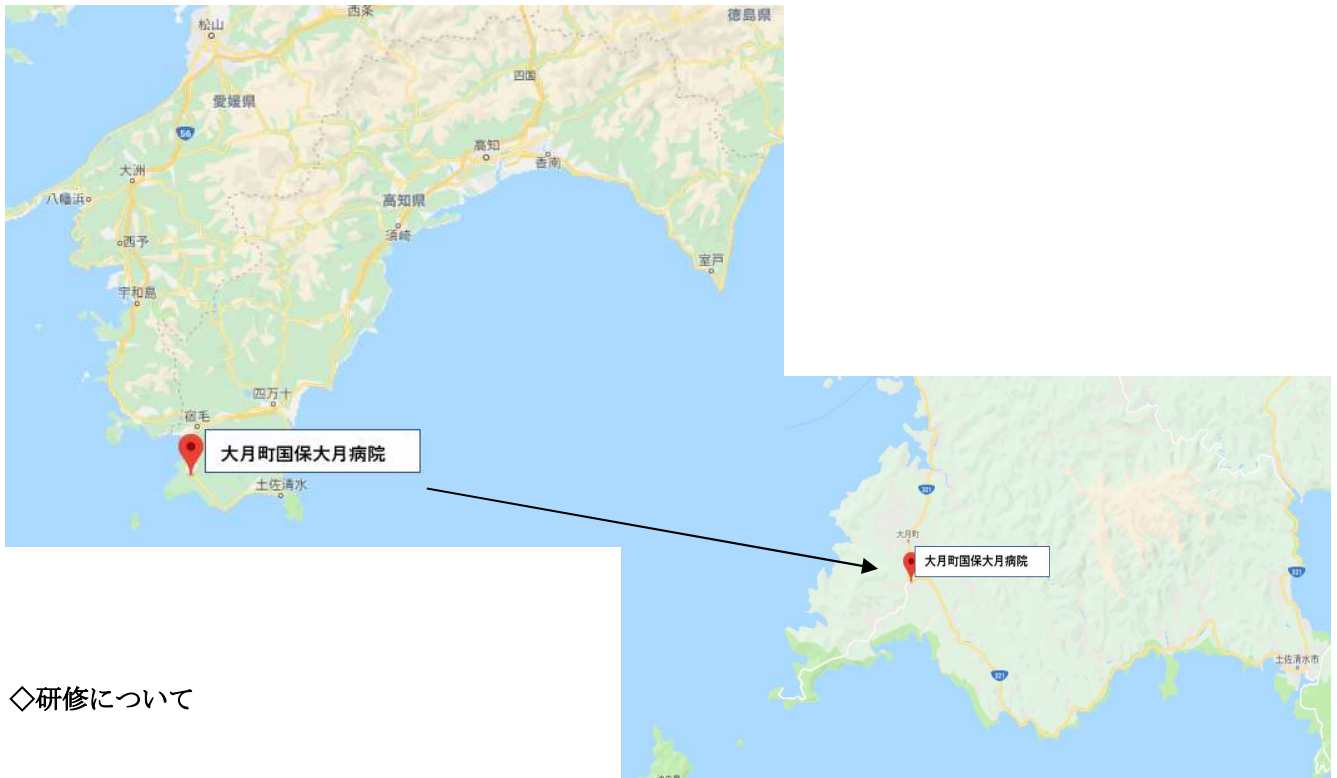 西条
徳島県
松山
四国
愛媛県
56
高知
香南
大洲
八幡浜
高知県
須崎
西予
室戸
宇和島
四万十
宿毛
大月町国保大月病院
土佐清水
321
大月町
大月町国保大月病院
321
321
土佐清水市
◇研修について